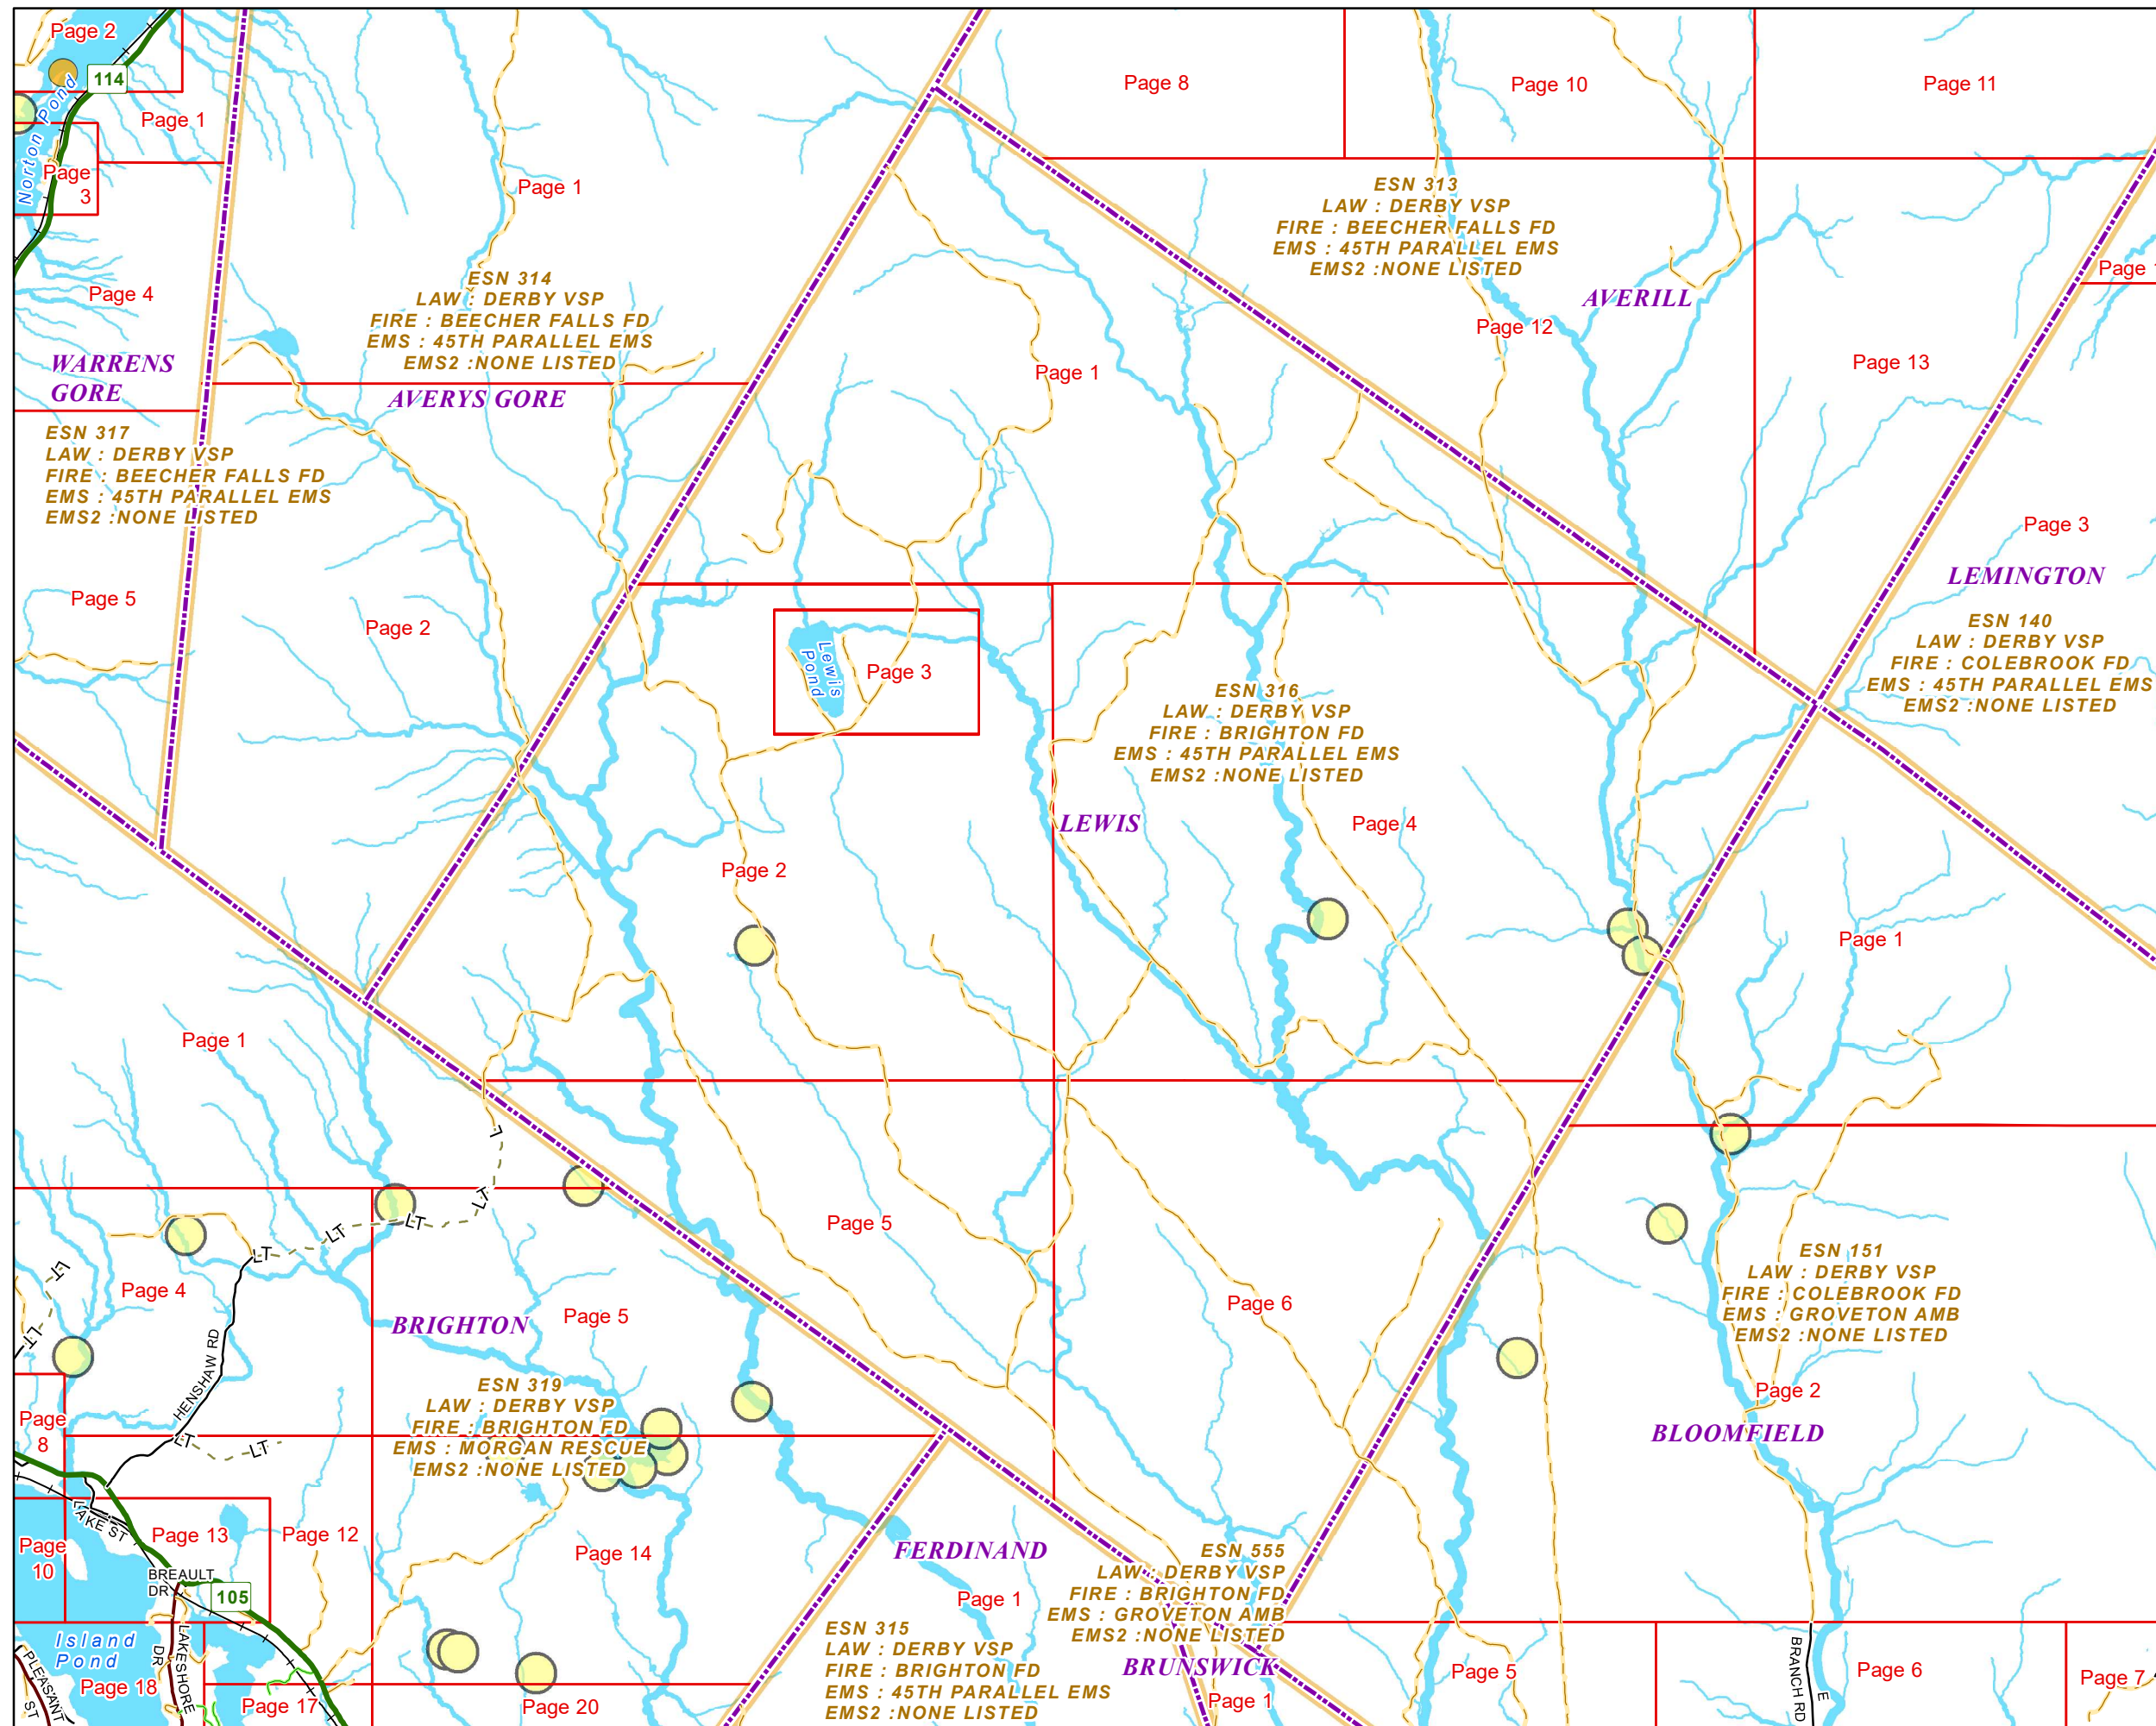 Page 2
114
Norton Pond
Page 1
Page
3
Page 4
WARRENS
GORE
ESN 317
LAW : DERBY VSP
FIRE : BEECHER FALLS FD
EMS : 45TH PARALLEL EMS
EMS2 :NONE LISTED
Page 5
Page 1
ESN 314
LAW : DERBY VSP
FIRE : BEECHER FALLS FD
EMS : 45TH PARALLEL EMS
EMS2 :NONE LISTED
AVERYS GORE
Page 2
Page 8
Page 10
Page 11
ESN 313
LAW : DERBY VSP
FIRE : BEECHER FALLS FD
EMS : 45TH PARALLEL EMS
EMS2 :NONE LISTED
AVERILL
Page 12
Page 13
Page
Page 3
LEMINGTON
ESN 140
LAW : DERBY VSP
FIRE : COLEBROOK FD
EMS : 45TH PARALLEL EMS
EMS2 :NONE LISTED
Page 1
Lewis
Pond
Page 3
ESN 316
LAW : DERBY VSP
FIRE : BRIGHTON FD
EMS : 45TH PARALLEL EMS
EMS2 :NONE LISTED
LEWIS
Page 4
Page 2
Page 5
Page 6
Page 1
ESN 151
LAW : DERBY VSP
FIRE : COLEBROOK FD
EMS : GROVETON AMB
EMS2 :NONE LISTED
Page 2
BLOOMFIELD
Page 1
LT
LT
LT
LT
LT
LT
Page 4
HENSHAW RD
LT
LT
BRIGHTON
Page 5
ESN 319
LAW : DERBY VSP
FIRE : BRIGHTON FD
EMS : MORGAN RESCUE
EMS2 :NONE LISTED
Page
8
LAKE ST
Page 13
Page 12
Page
10
BREAULT
DR
105
Page 14
Island
Pond
Page 18
LAKESHORE
DR
PLEASANT
ST
Page 17
Page 20
FERDINAND
Page 1
ESN 315
LAW : DERBY VSP
FIRE : BRIGHTON FD
EMS : 45TH PARALLEL EMS
EMS2 :NONE LISTED
ESN 555
LAW : DERBY VSP
FIRE : BRIGHTON FD
EMS : GROVETON AMB
EMS2 :NONE LISTED
BRUNSWICK
Page 1
Page 5
BRANCH RD
E
Page 6
Page 7